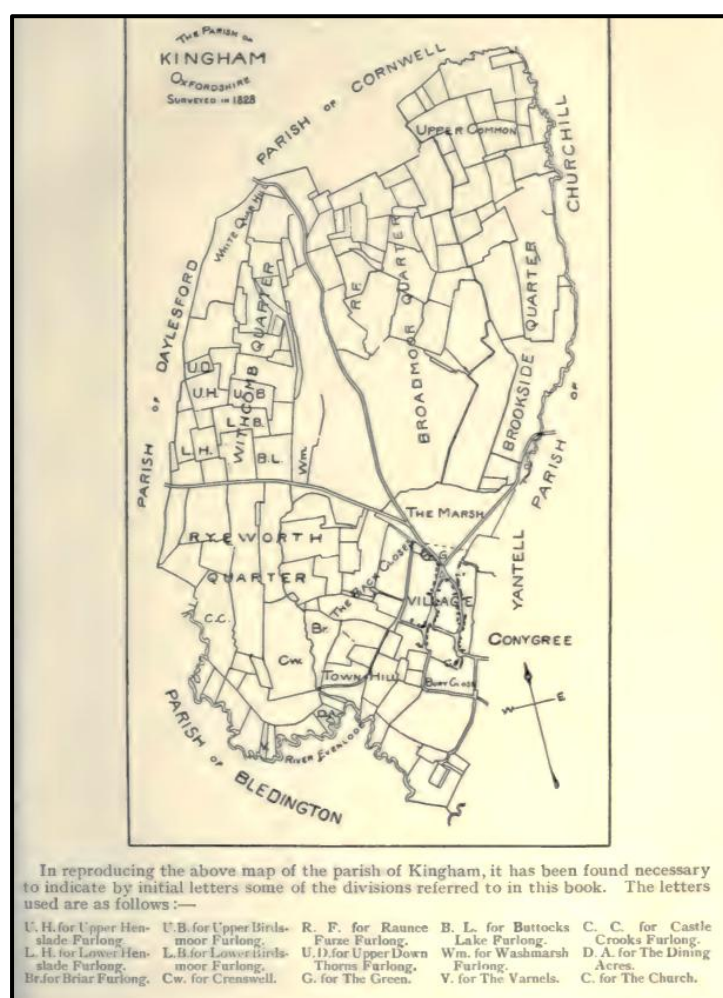 The Parish of
KINGHAM
OXFORDSHIRE
SURVEYED IN 1828
PARISH OF CORNWELL
UPPER COMMON
CHURCHILL
WHITE QUAR HILL
PARISH OF DAYLESFORD
R.F.
BROADMOOR QUARTER
BROOKSIDE QUARTER
WITHCOMB QUARTER
U.D.
U.H.
U.B.
L.B.
L.H.
B.L.
Wm.
PARISH OF
THE MARSH
RYEWORTH
QUARTER
THE BACK CLOSES
G.
VILLAGE
YANTELL
C.C.
Br.
Cw.
CONYGREE
C.
TOWN HILL
BURY CLOSE
W E
D.A.
V.
RIVER EVENLODE
PARISH OF BLEDINGTON
In reproducing the above map of the parish of Kingham, it has been found necessary
to indicate by initial letters some of the divisions referred to in this book. The letters
used are as follows :—
U. H. for Upper Hen- U.B. for Upper Birds- R. F. for Raunce B. L. for Buttocks C. C. for Castle
slade Furlong. moor Furlong. Furze Furlong. Lake Furlong. Crooks Furlong.
L. H. for Lower Hen- L.B. for Lower Birds- U.D. for Upper Down Wm. for Washmarsh D. A. for The Dining
slade Furlong. moor Furlong. Thorns Furlong. Furlong. Acres.
Br. for Briar Furlong. Cw. for Crenswell. G. for The Green. V. for The Varnels. C. for The Church.